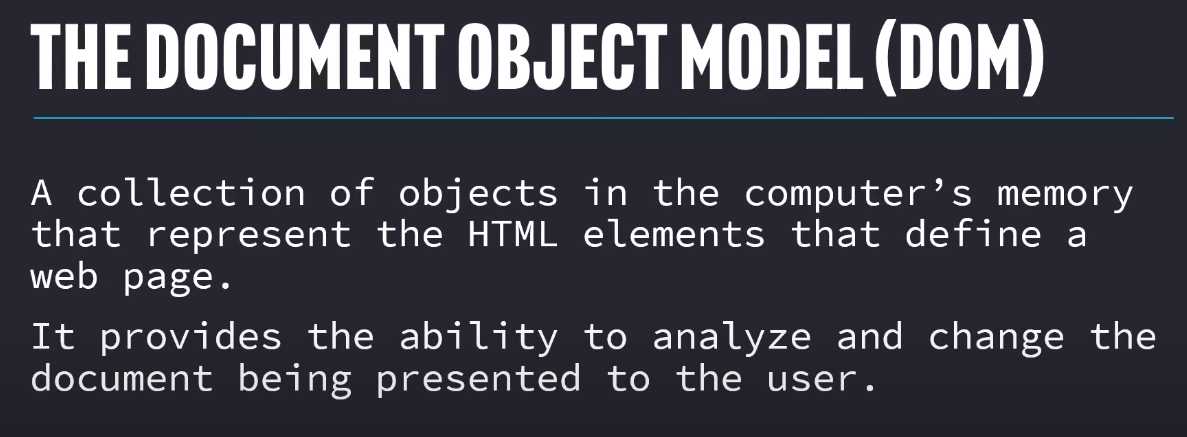 THE DOCUMENT OBJECT MODEL (DOM)
A collection of objects in the computer’s memory
that represent the HTML elements that define a
web page.
It provides the ability to analyze and change the
document being presented to the user.